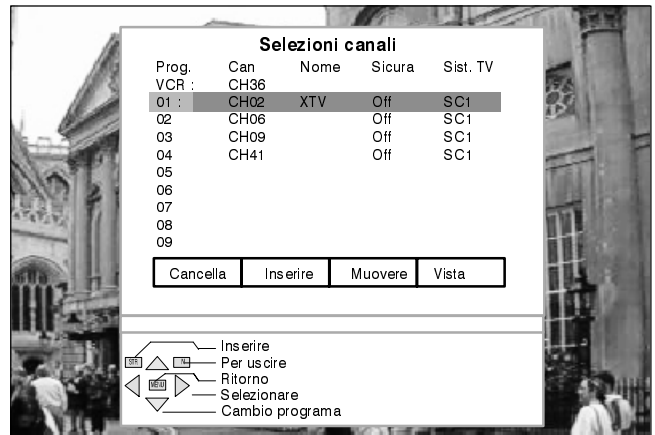 Selezioni canali
Prog. Can Nome Sicura Sist. TV
VCR : CH36
01 : CH02 XTV Off SC1
02 CH06 Off SC1
03 CH09 Off SC1
04 CH41 Off SC1
05
06
07
08
09
Cancella Inserire Muovere Vista
Inserire
STR N Per uscire
MENU Ritorno
Selezionare
Cambio programa